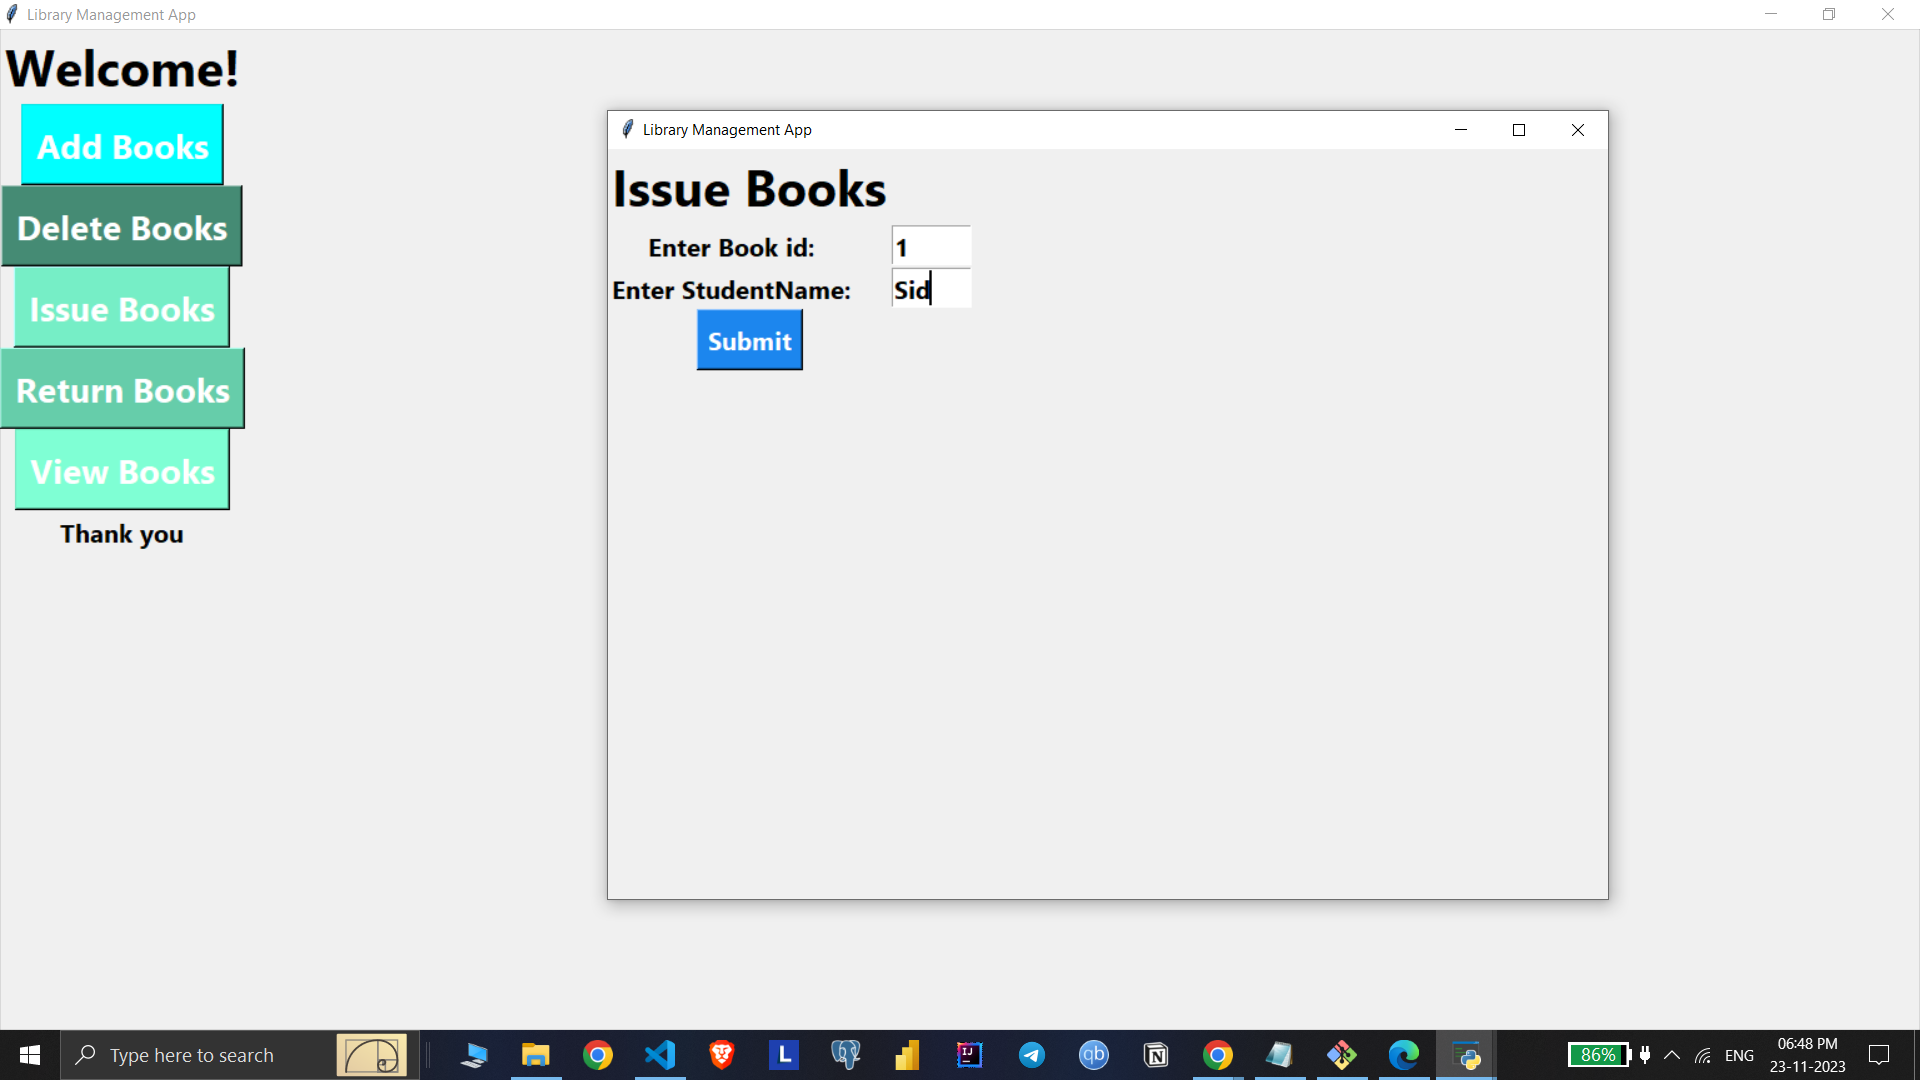 Library Management App
Welcome!
Add Books
Delete Books
Issue Books
Return Books
View Books
Thank you
Library Management App
Issue Books
Enter Book id:
1
Enter StudentName:
Sid
Submit
Type here to search
L
IJ
qb
N
86%
ENG
06:48 PM
23-11-2023